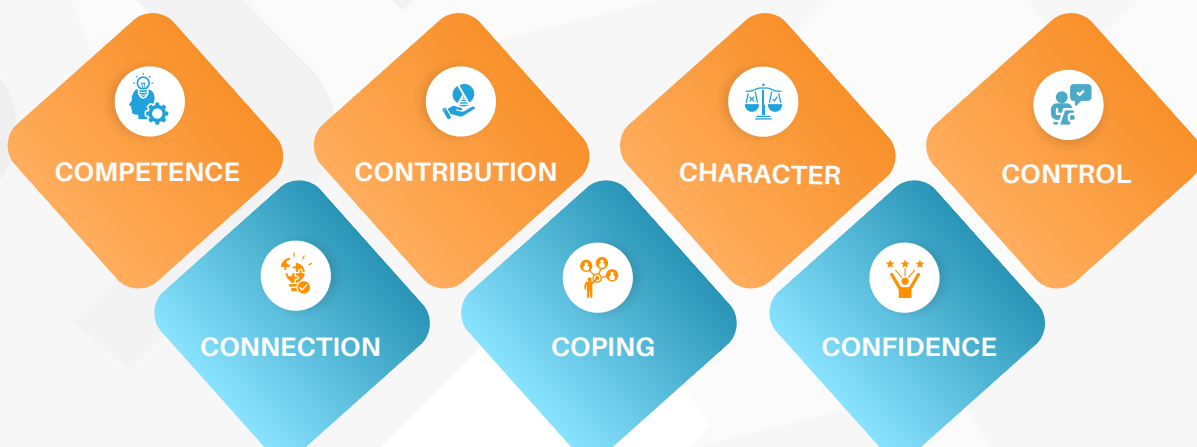 COMPETENCE
CONTRIBUTION
CHARACTER
CONTROL
CONNECTION
COPING
CONFIDENCE